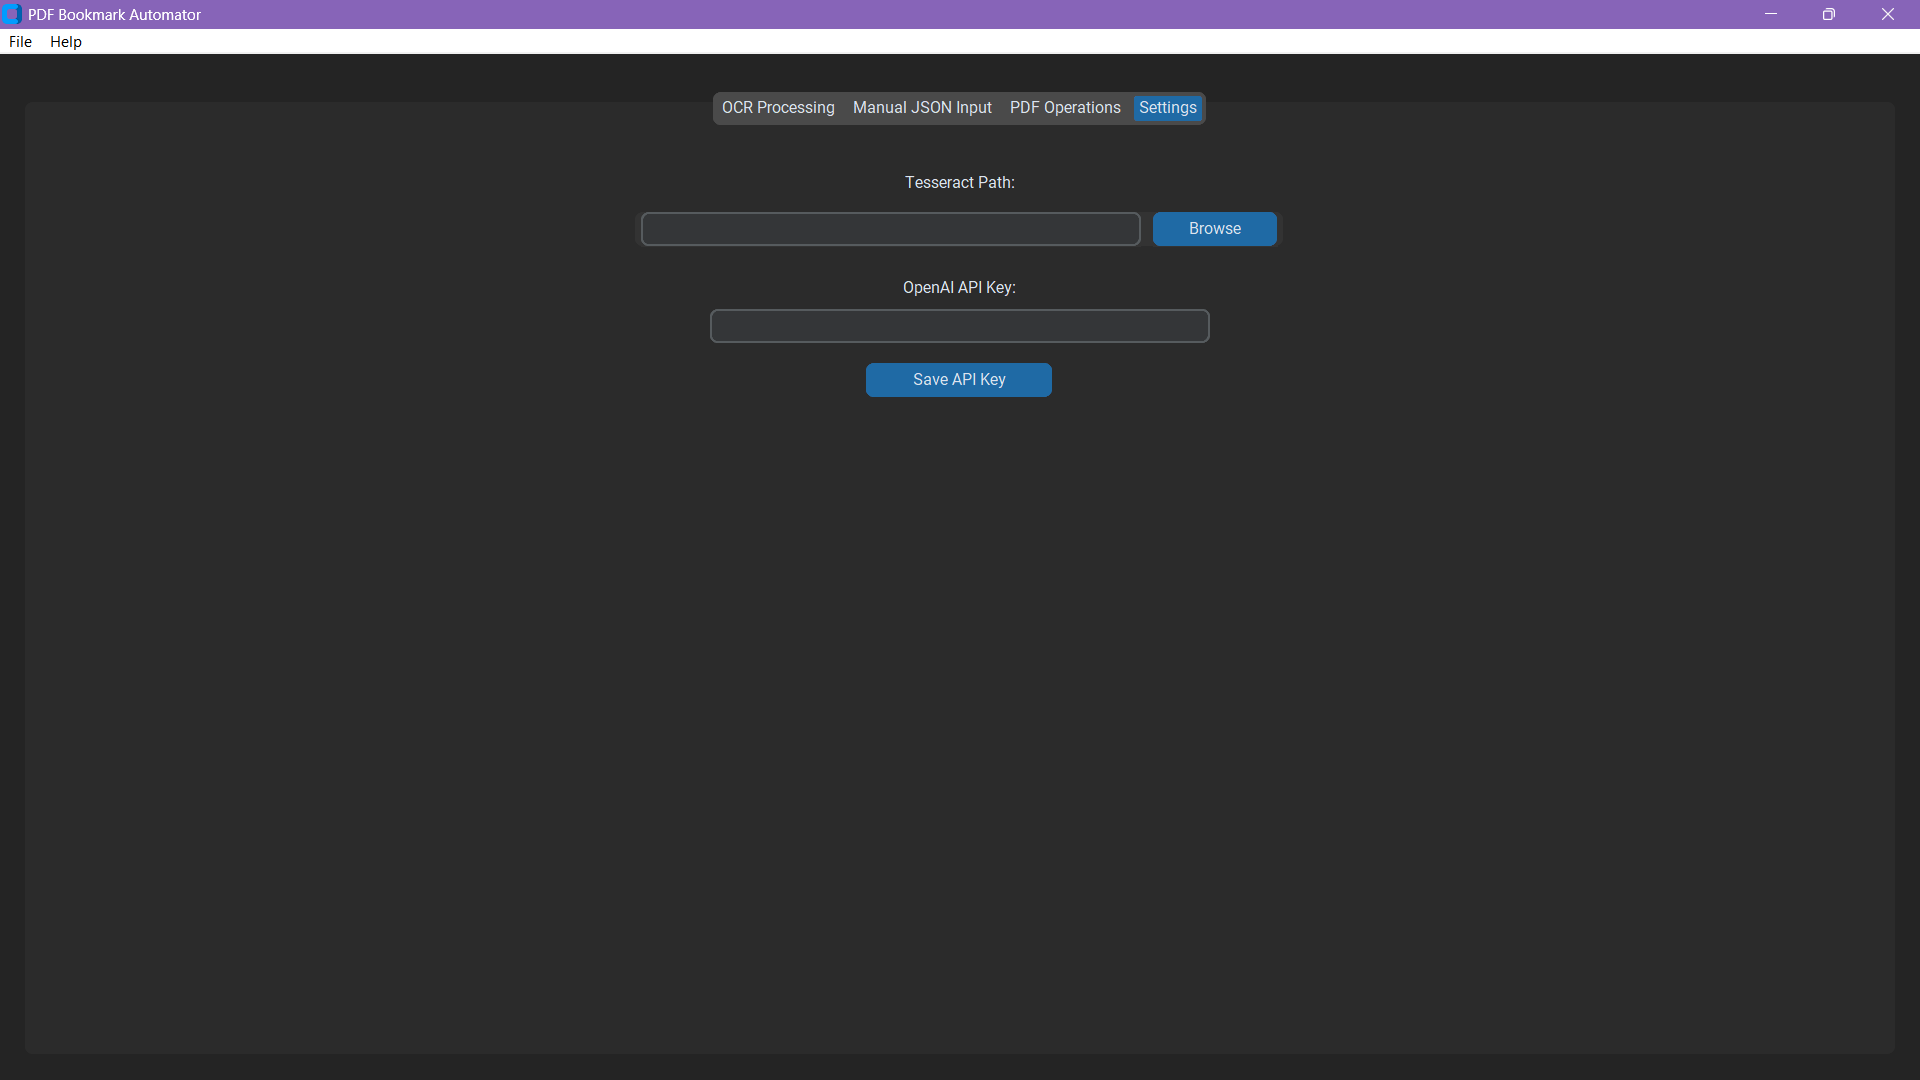 PDF Bookmark Automator
File Help
OCR Processing Manual JSON Input PDF Operations Settings
Tesseract Path:
Browse
OpenAI API Key:
Save API Key